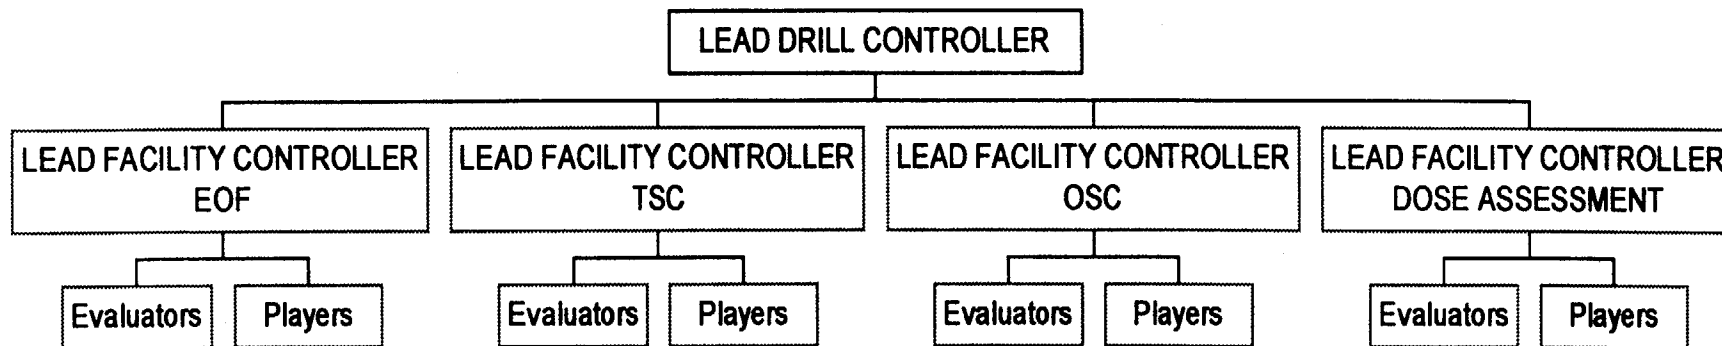 LEAD DRILL CONTROLLER
LEAD FACILITY CONTROLLER
EOF
LEAD FACILITY CONTROLLER
TSC
LEAD FACILITY CONTROLLER
OSC
LEAD FACILITY CONTROLLER
DOSE ASSESSMENT
Evaluators
Players
Evaluators
Players
Evaluators
Players
Evaluators
Players